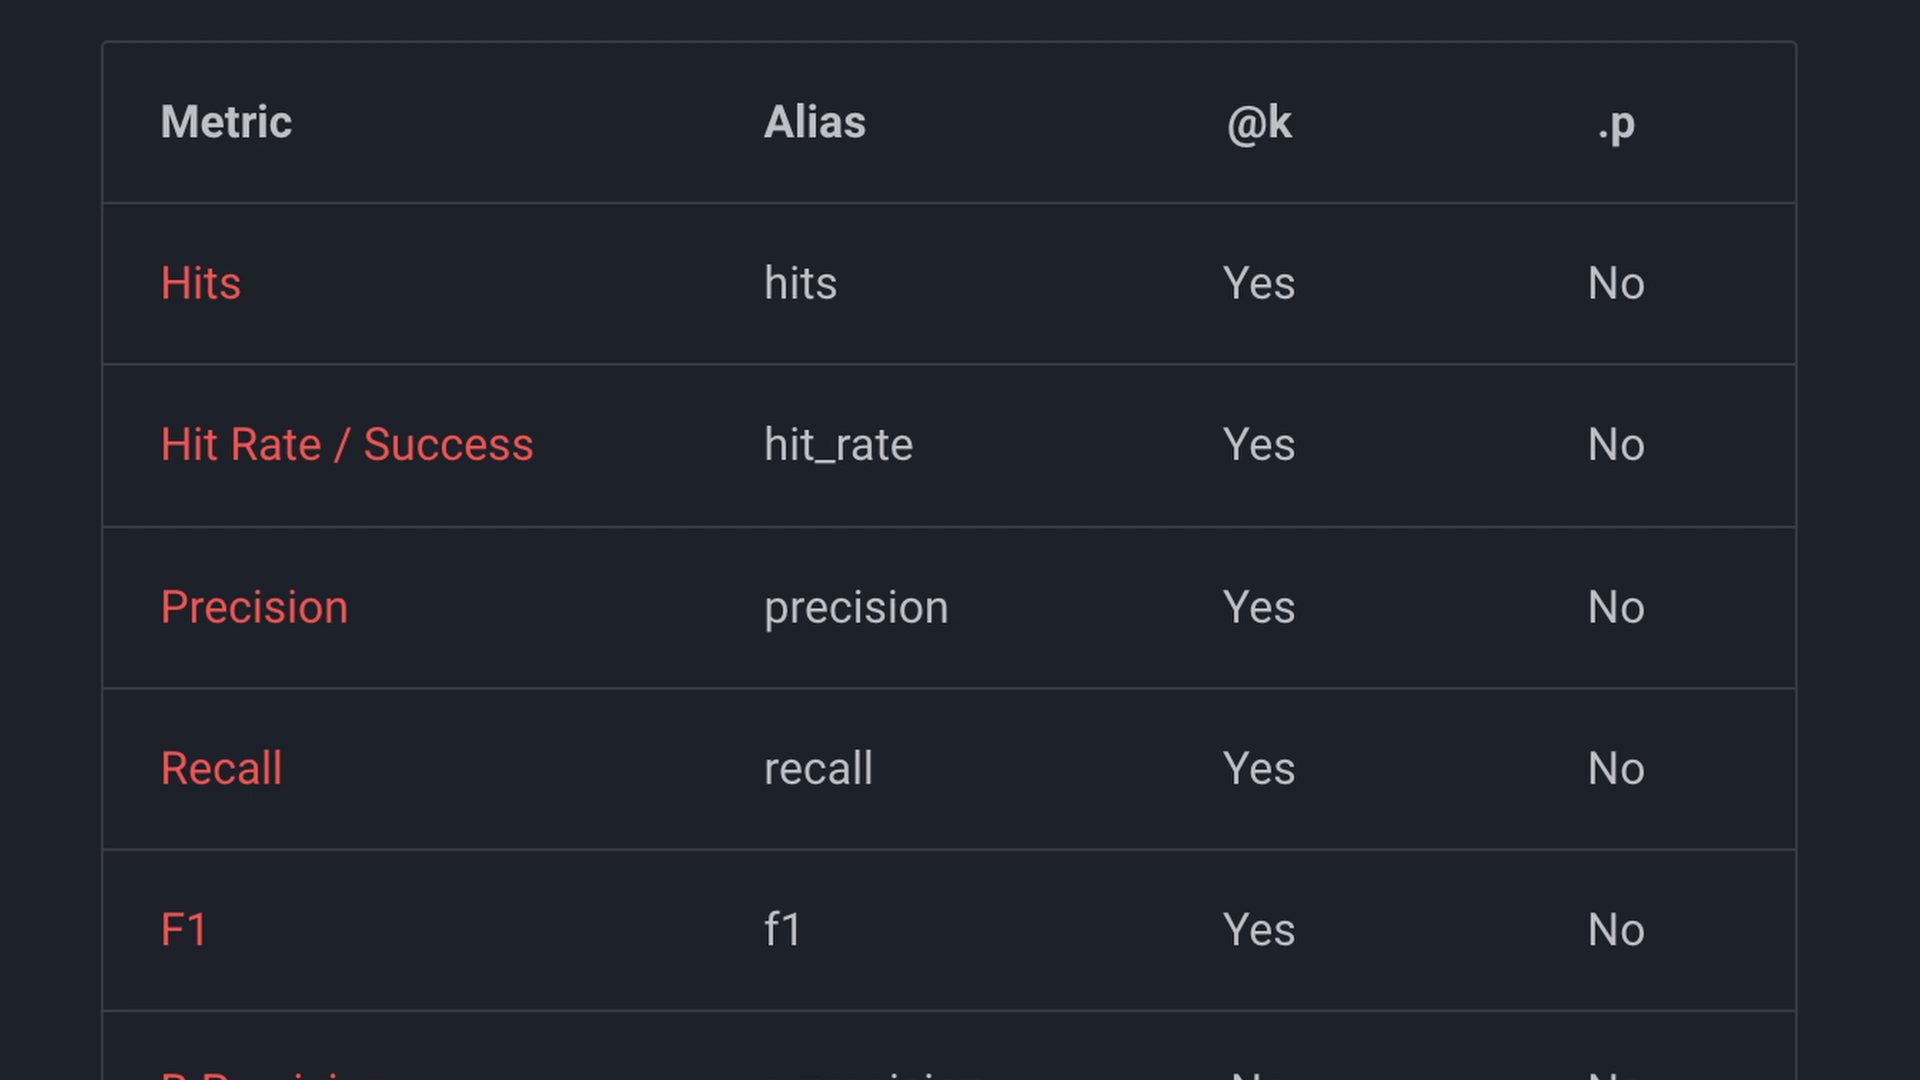 Metric Alias @k .p
Hits hits Yes No
Hit Rate / Success hit_rate Yes No
Precision precision Yes No
Recall recall Yes No
F1 f1 Yes No